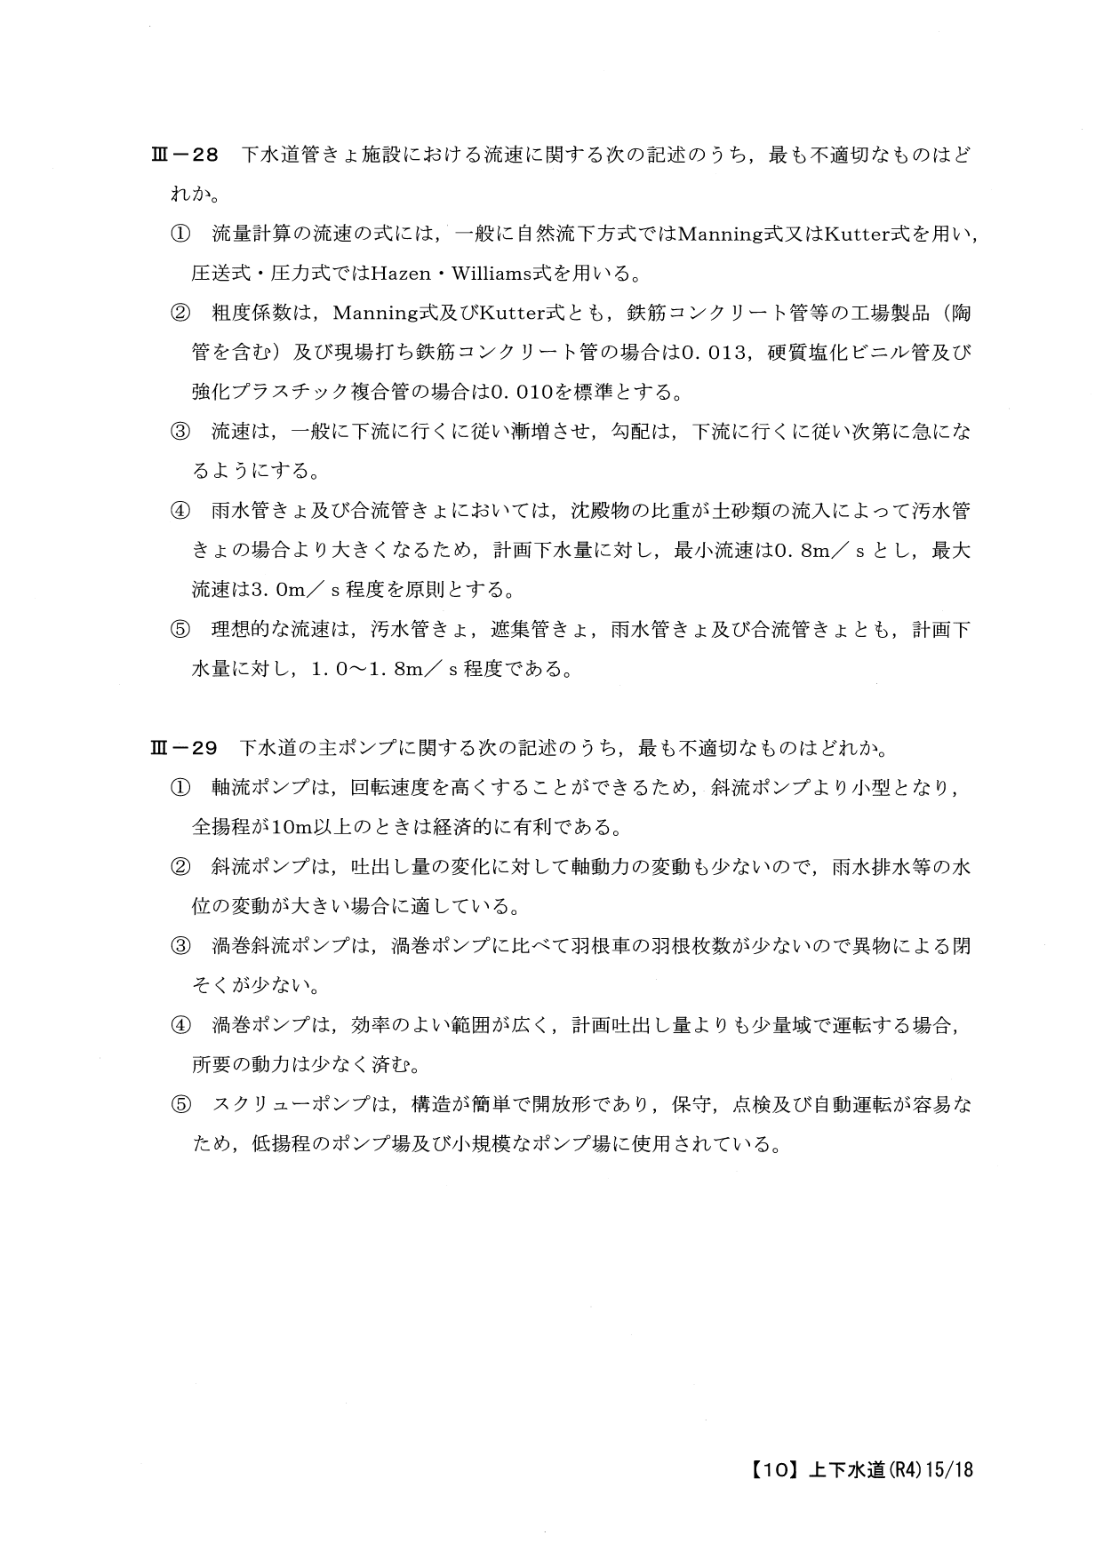 Ⅲ－28　下水道管きょ施設における流速に関する次の記述のうち，最も不適切なものはど
れか。
①　流量計算の流速の式には，一般に自然流下方式ではManning式又はKutter式を用い，
圧送式・圧力式ではHazen・Williams式を用いる。
②　粗度係数は，Manning式及びKutter式とも，鉄筋コンクリート管等の工場製品（陶
管を含む）及び現場打ち鉄筋コンクリート管の場合は0．013，硬質塩化ビニル管及び
強化プラスチック複合管の場合は0．010を標準とする。
③　流速は，一般に下流に行くに従い漸増させ，勾配は，下流に行くに従い次第に急にな
るようにする。
④　雨水管きょ及び合流管きょにおいては，沈殿物の比重が土砂類の流入によって汚水管
きょの場合より大きくなるため，計画下水量に対し，最小流速は0．8m／ｓとし，最大
流速は3．0m／ｓ程度を原則とする。
⑤　理想的な流速は，汚水管きょ，遮集管きょ，雨水管きょ及び合流管きょとも，計画下
水量に対し，1．0～1．8m／ｓ程度である。
Ⅲ－29　下水道の主ポンプに関する次の記述のうち，最も不適切なものはどれか。
①　軸流ポンプは，回転速度を高くすることができるため，斜流ポンプより小型となり，
全揚程が10m以上のときは経済的に有利である。
②　斜流ポンプは，吐出し量の変化に対して軸動力の変動も少ないので，雨水排水等の水
位の変動が大きい場合に適している。
③　渦巻斜流ポンプは，渦巻ポンプに比べて羽根車の羽根枚数が少ないので異物による閉
そくが少ない。
④　渦巻ポンプは，効率のよい範囲が広く，計画吐出し量よりも少量域で運転する場合，
所要の動力は少なく済む。
⑤　スクリューポンプは，構造が簡単で開放形であり，保守，点検及び自動運転が容易な
ため，低揚程のポンプ場及び小規模なポンプ場に使用されている。
【10】上下水道(R4)15/18